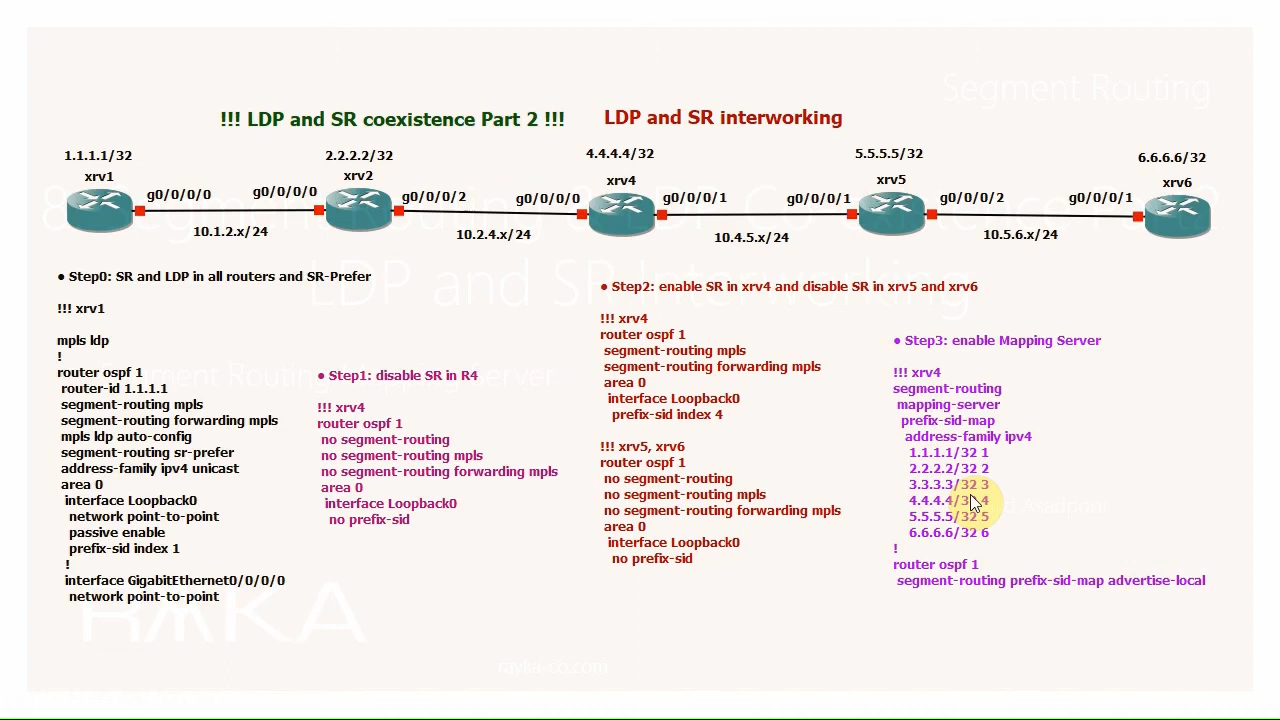 Segment Routing
!!! LDP and SR coexistence Part 2 !!!
LDP and SR interworking
1.1.1.1/32
2.2.2.2/32
4.4.4.4/32
5.5.5.5/32
6.6.6.6/32
xrv1
xrv2
xrv4
xrv5
xrv6
g0/0/0/0
g0/0/0/0
g0/0/0/2
g0/0/0/0
g0/0/0/1
g0/0/0/1
g0/0/0/2
g0/0/0/1
10.1.2.x/24
10.2.4.x/24
10.4.5.x/24
10.5.6.x/24
LDP and SR Interworking
● Step0: SR and LDP in all routers and SR-Prefer
!!! xrv1
mpls ldp
!
router ospf 1
router-id 1.1.1.1
segment-routing mpls
segment-routing forwarding mpls
mpls ldp auto-config
segment-routing sr-prefer
address-family ipv4 unicast
area 0
interface Loopback0
network point-to-point
passive enable
prefix-sid index 1
!
interface GigabitEthernet0/0/0/0
network point-to-point
● Step1: disable SR in R4
!!! xrv4
router ospf 1
no segment-routing
no segment-routing mpls
no segment-routing forwarding mpls
area 0
interface Loopback0
no prefix-sid
● Step2: enable SR in xrv4 and disable SR in xrv5 and xrv6
!!! xrv4
router ospf 1
segment-routing mpls
segment-routing forwarding mpls
area 0
interface Loopback0
prefix-sid index 4
!!! xrv5, xrv6
router ospf 1
no segment-routing
no segment-routing mpls
no segment-routing forwarding mpls
area 0
interface Loopback0
no prefix-sid
● Step3: enable Mapping Server
!!! xrv4
segment-routing
mapping-server
prefix-sid-map
address-family ipv4
1.1.1.1/32 1
2.2.2.2/32 2
3.3.3.3/32 3
4.4.4.4/32 4
5.5.5.5/32 5
6.6.6.6/32 6
!
router ospf 1
segment-routing prefix-sid-map advertise-local